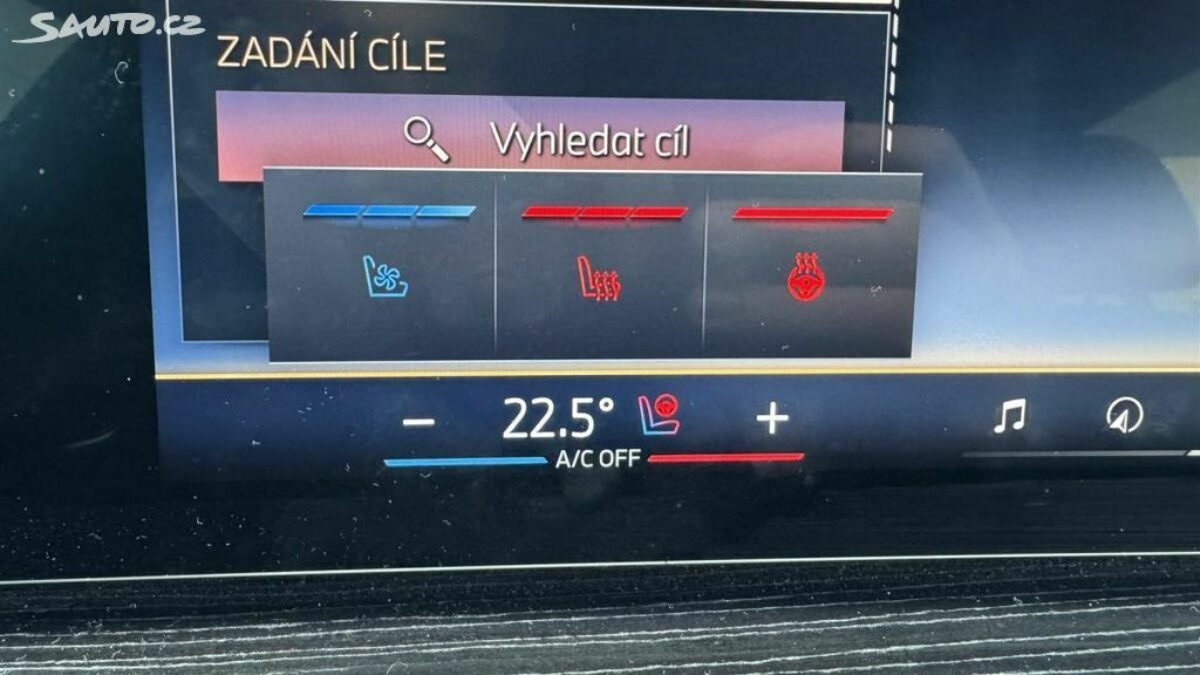 SAUTO.CZ
ZADÁNÍ CÍLE
Vyhledat cíl
22.5°
A/C OFF